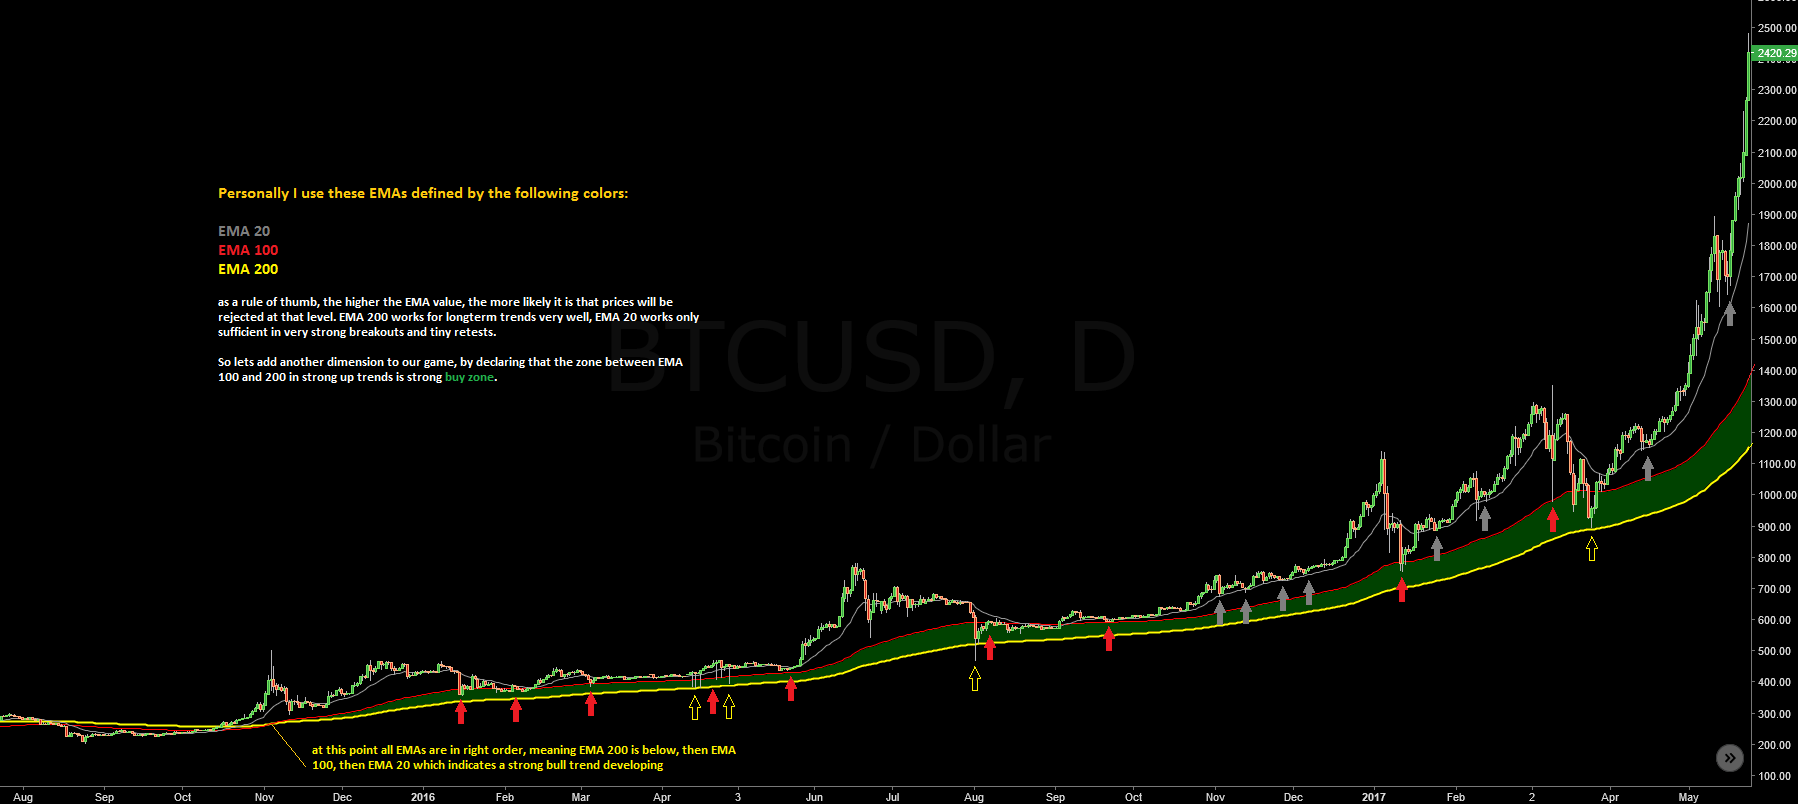 2500.00
2420.29
2300.00
2200.00
2100.00
2000.00
1900.00
1800.00
1700.00
1600.00
1500.00
1400.00
1300.00
1200.00
1100.00
1000.00
900.00
800.00
700.00
600.00
500.00
400.00
300.00
200.00
100.00
Personally I use these EMAs defined by the following colors:
EMA 20
EMA 100
EMA 200
as a rule of thumb, the higher the EMA value, the more likely it is that prices will be
rejected at that level. EMA 200 works for longterm trends very well, EMA 20 works only
sufficient in very strong breakouts and tiny retests.
So lets add another dimension to our game, by declaring that the zone between EMA
100 and 200 in strong up trends is strong buy zone.
BTCUSD, D
Bitcoin / Dollar
at this point all EMAs are in right order, meaning EMA 200 is below, then EMA
100, then EMA 20 which indicates a strong bull trend developing
Aug Sep Oct Nov Dec 2016 Feb Mar Apr 3 Jun Jul Aug Sep Oct Nov Dec 2017 Feb 2 Apr May